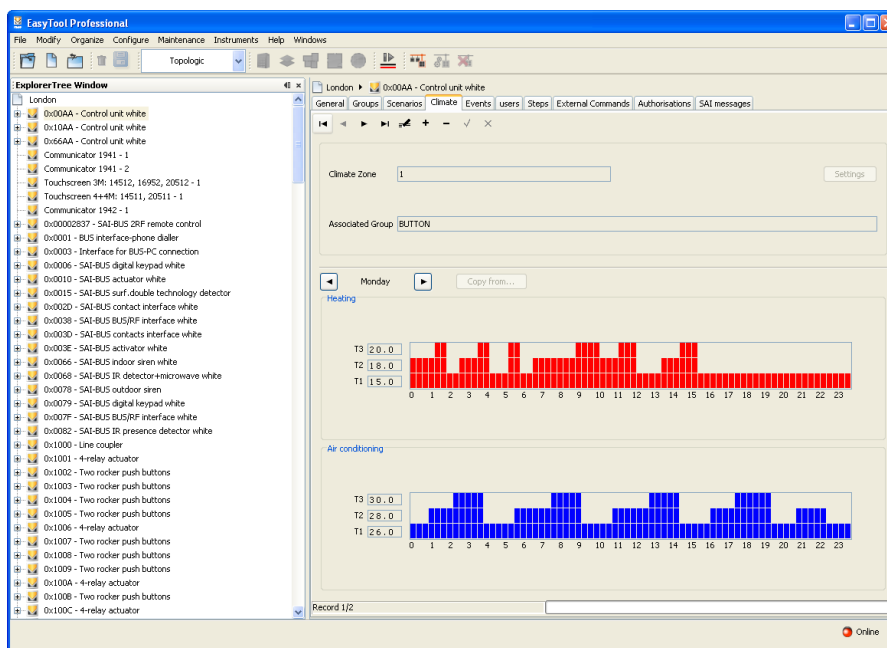 EasyTool Professional
File Modify Organize Configure Maintenance Instruments Help Windows
Topologic
ExplorerTree Window
London
0x00AA - Control unit white
0x10AA - Control unit white
0x66AA - Control unit white
Communicator 1941 - 1
Communicator 1941 - 2
Touchscreen 3M: 14512, 16952, 20512 - 1
Touchscreen 4+4M: 14511, 20511 - 1
Communicator 1942 - 1
0x00002837 - SAI-BUS 2RF remote control
0x0001 - BUS interface-phone dialler
0x0003 - Interface for BUS-PC connection
0x0006 - SAI-BUS digital keypad white
0x0010 - SAI-BUS actuator white
0x0015 - SAI-BUS surf.double technology detector
0x002D - SAI-BUS contact interface white
0x0038 - SAI-BUS BUS/RF interface white
0x003D - SAI-BUS contacts interface white
0x003E - SAI-BUS activator white
0x0066 - SAI-BUS indoor siren white
0x0068 - SAI-BUS IR detector+microwave white
0x0078 - SAI-BUS outdoor siren
0x0079 - SAI-BUS digital keypad white
0x007F - SAI-BUS BUS/RF interface white
0x0082 - SAI-BUS IR presence detector white
0x1000 - Line coupler
0x1001 - 4-relay actuator
0x1002 - Two rocker push buttons
0x1003 - Two rocker push buttons
0x1004 - Two rocker push buttons
0x1005 - Two rocker push buttons
0x1006 - 4-relay actuator
0x1007 - Two rocker push buttons
0x1008 - Two rocker push buttons
0x1009 - Two rocker push buttons
0x100A - 4-relay actuator
0x100B - Two rocker push buttons
0x100C - 4-relay actuator
London 0x00AA - Control unit white
General Groups Scenarios Climate Events users Steps External Commands Authorisations SAI messages
Climate Zone 1 Settings
Associated Group BUTTON
Monday Copy from...
Heating
T3 20.0
T2 18.0
T1 15.0
0 1 2 3 4 5 6 7 8 9 10 11 12 13 14 15 16 17 18 19 20 21 22 23
Air conditioning
T3 30.0
T2 28.0
T1 26.0
0 1 2 3 4 5 6 7 8 9 10 11 12 13 14 15 16 17 18 19 20 21 22 23
Record 1/2
Online